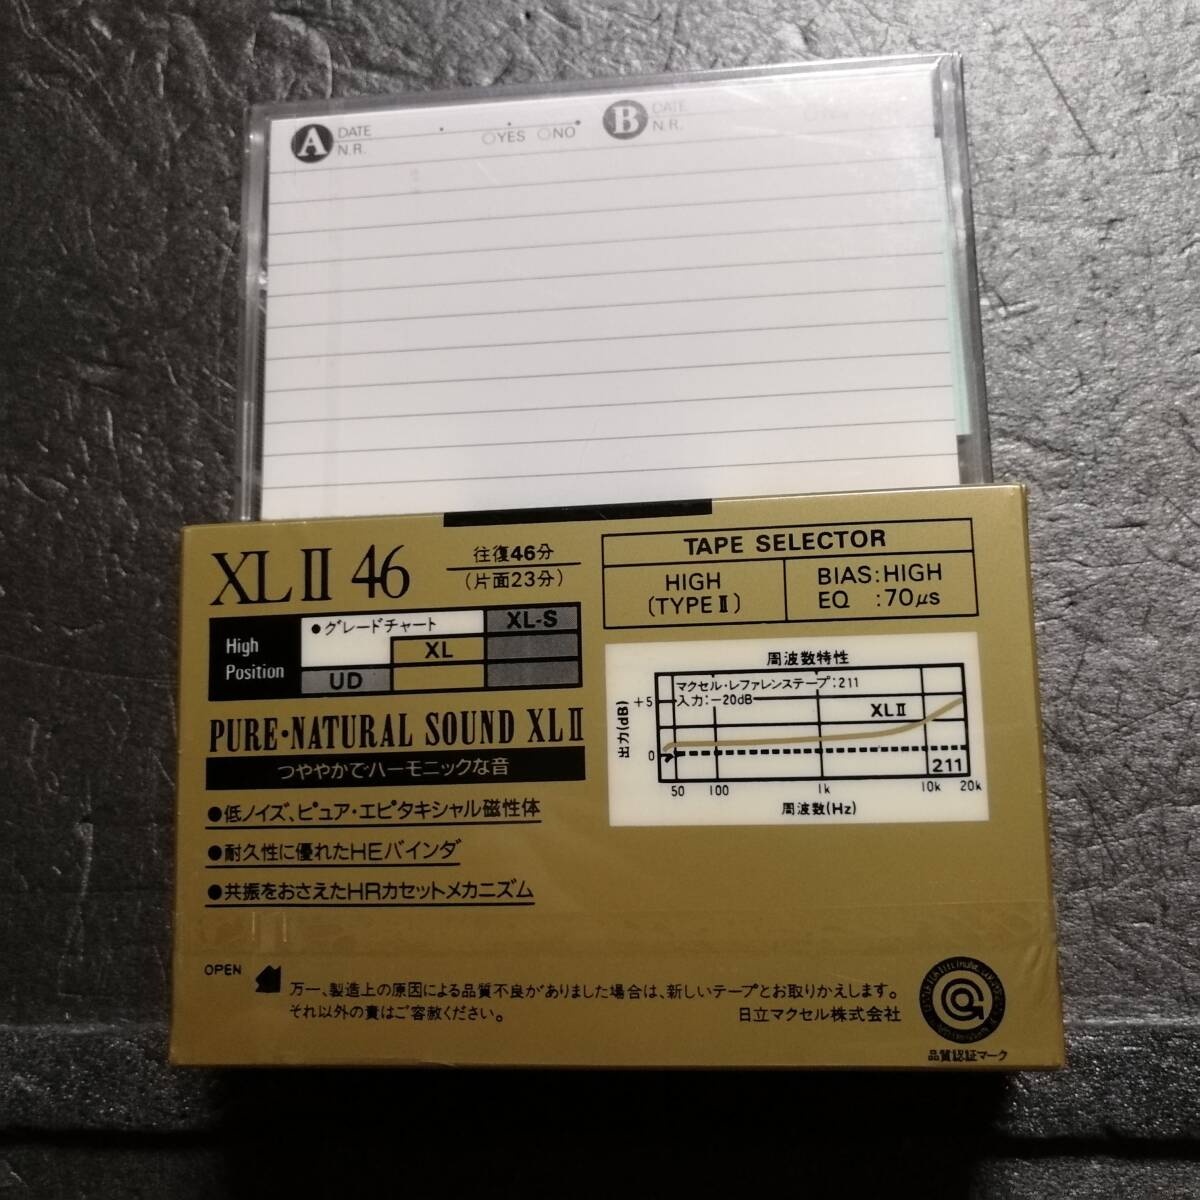 A DATE
N.R. ○YES ○NO
B DATE
N.R.
XL II 46
往復46分
(片面23分)
TAPE SELECTOR
HIGH
(TYPE II)
BIAS:HIGH
EQ :70μs
High
Position
●グレードチャート
XL-S
XL
UD
PURE・NATURAL SOUND XL II
つややかでハーモニックな音
●低ノイズ、ピュア・エピタキシャル磁性体
●耐久性に優れたHEバインダ
●共振をおさえたHRカセットメカニズム
周波数特性
マクセル・レファレンステープ:211
入力:−20dB
XL II
211
出力(dB)
+5
0
50 100 1k 10k 20k
周波数(Hz)
OPEN
万一、製造上の原因による品質不良がありました場合は、新しいテープとお取りかえします。
それ以外の責はご容赦ください。
日立マクセル株式会社
品質認証マーク